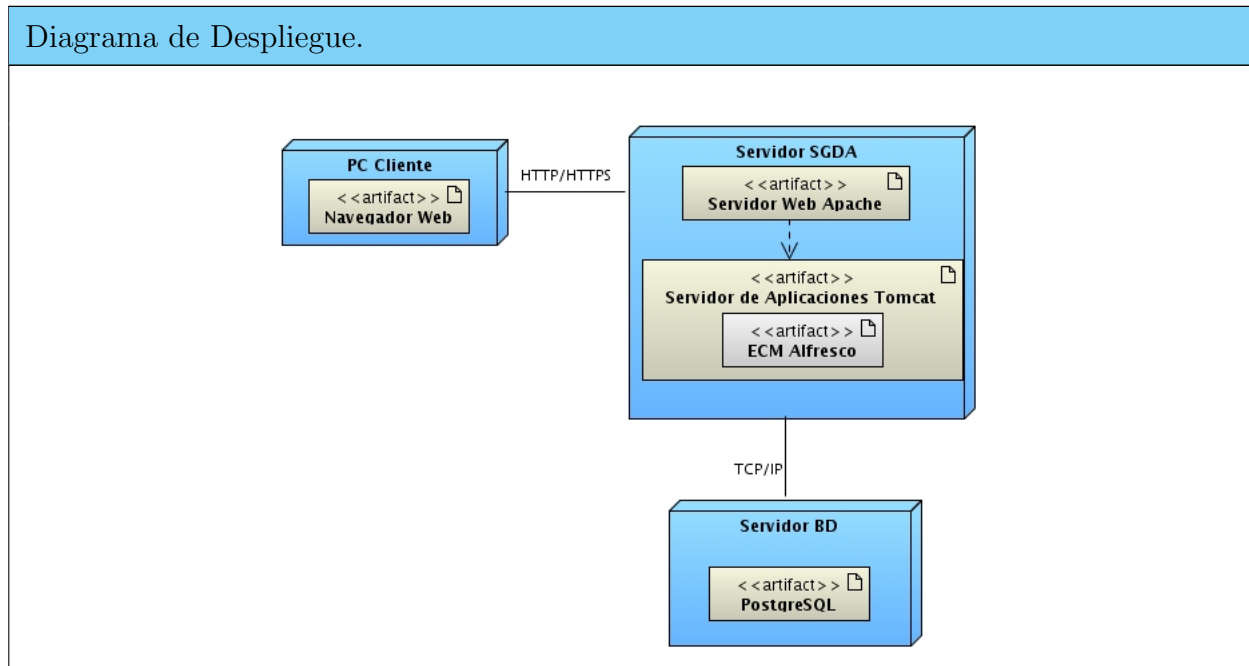 Diagrama de Despliegue.
PC Cliente
<<artifact>>
Navegador Web
HTTP/HTTPS
Servidor SGDA
<<artifact>>
Servidor Web Apache
<<artifact>>
Servidor de Aplicaciones Tomcat
<<artifact>>
ECM Alfresco
TCP/IP
Servidor BD
<<artifact>>
PostgreSQL